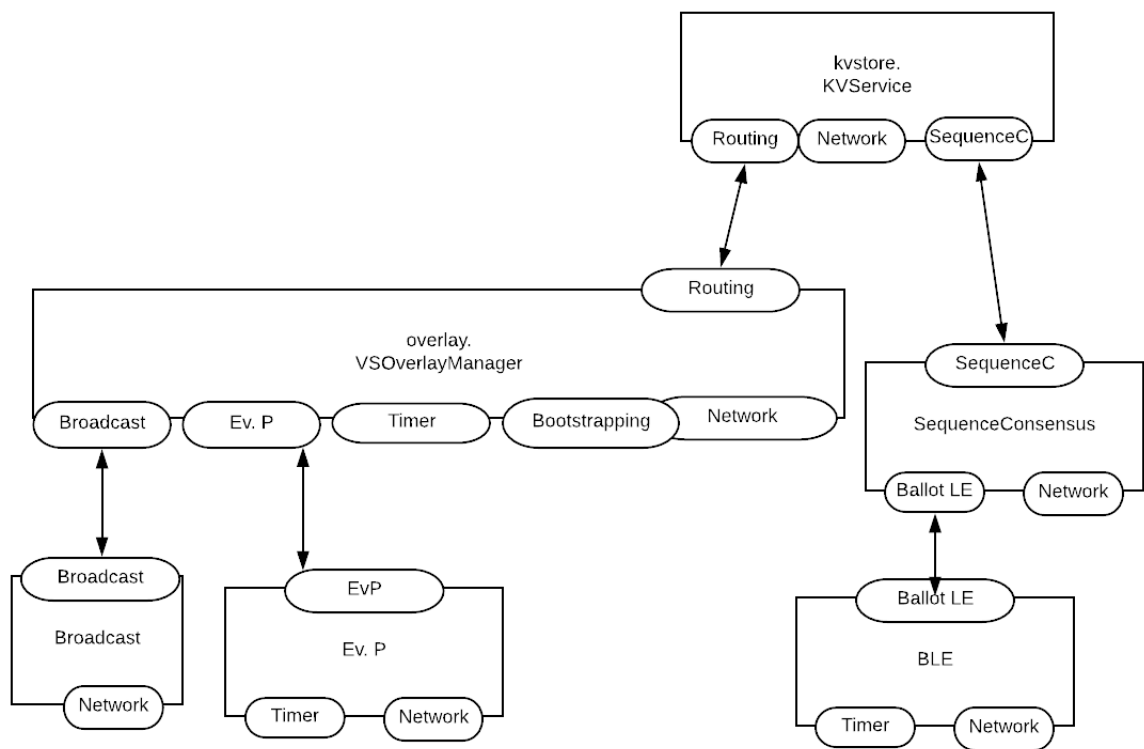 kvstore.
KVService
Routing
Network
SequenceC
Routing
overlay.
VSOverlayManager
Broadcast
Ev. P
Timer
Bootstrapping
Network
SequenceC
SequenceConsensus
Ballot LE
Network
Broadcast
Broadcast
Network
EvP
Ev. P
Timer
Network
Ballot LE
BLE
Timer
Network